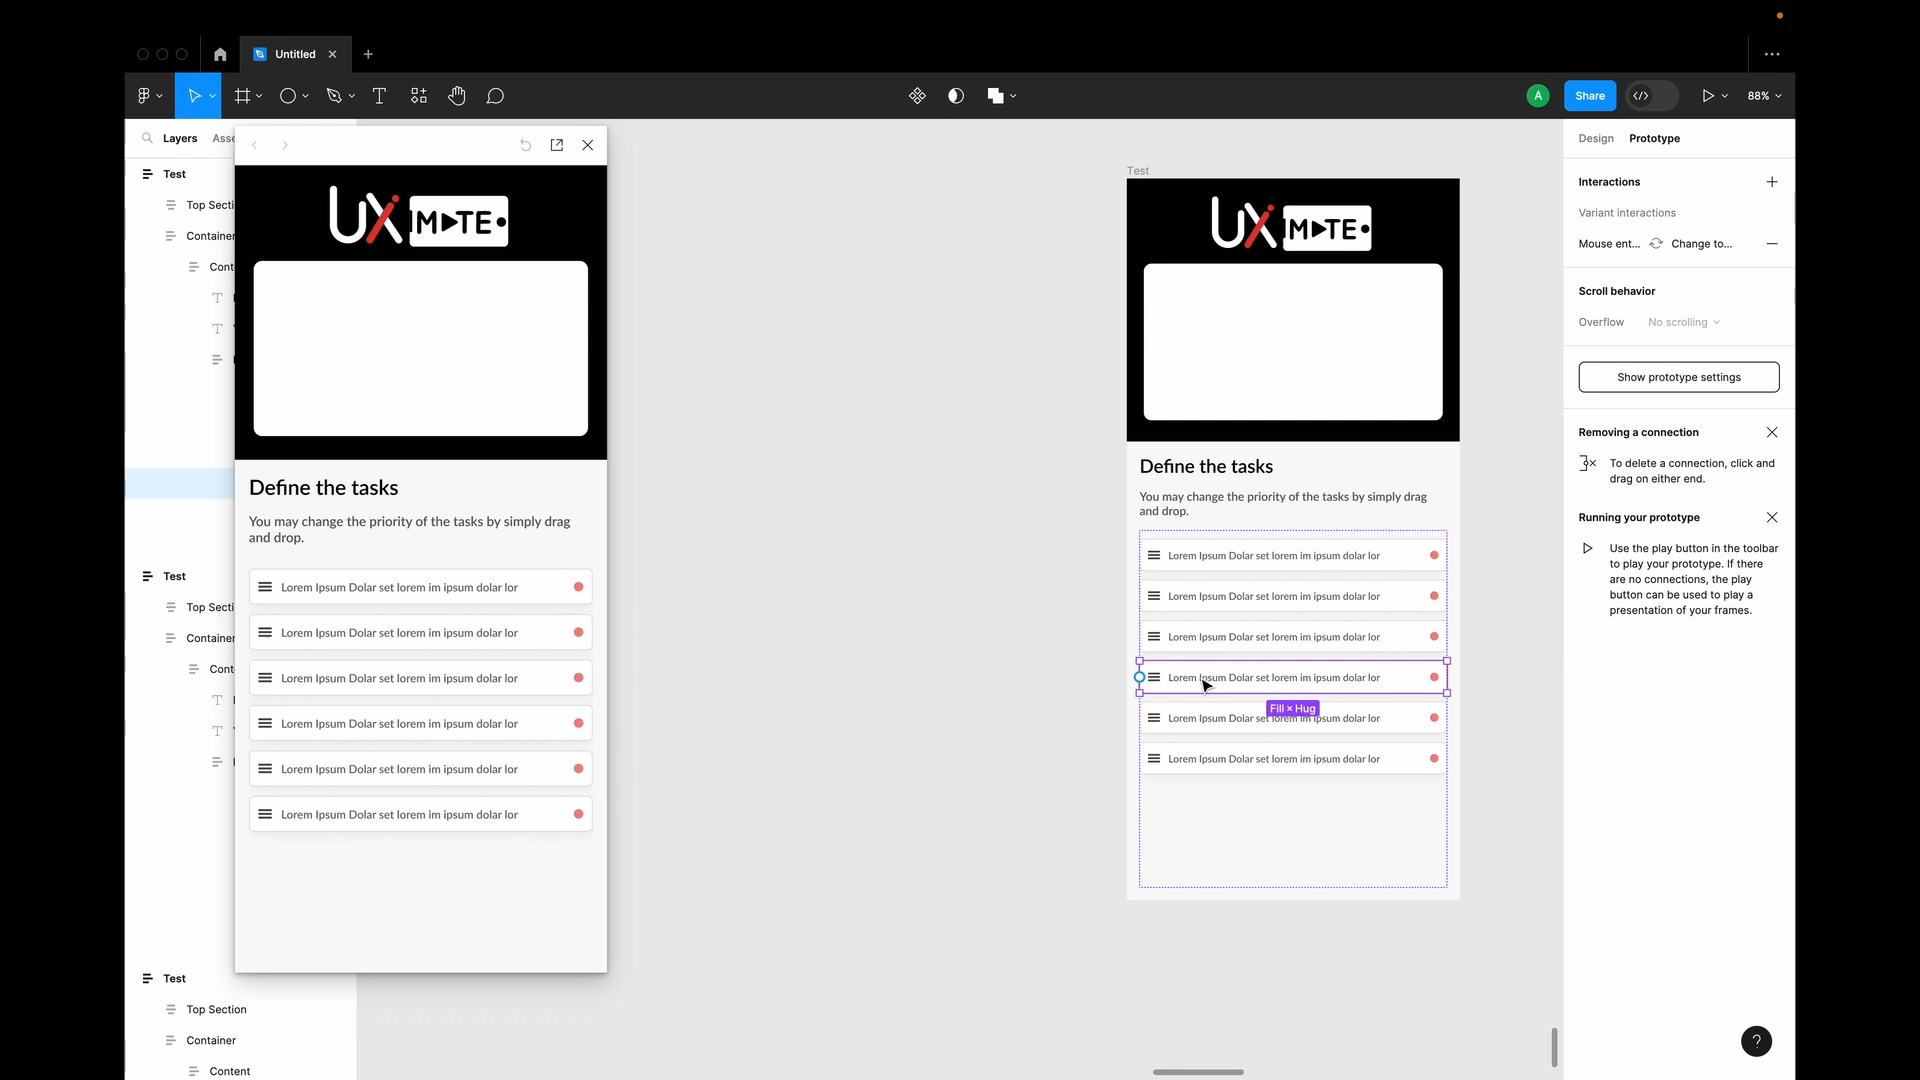 Untitled
A
Share
88%
Layers
Asse
Test
Top Secti
Container
Cont
Test
Top Secti
Container
Cont
Test
Top Section
Container
Content
UXiMATE
Define the tasks
You may change the priority of the tasks by simply drag
and drop.
Lorem Ipsum Dolar set lorem im ipsum dolar lor
Lorem Ipsum Dolar set lorem im ipsum dolar lor
Lorem Ipsum Dolar set lorem im ipsum dolar lor
Lorem Ipsum Dolar set lorem im ipsum dolar lor
Lorem Ipsum Dolar set lorem im ipsum dolar lor
Lorem Ipsum Dolar set lorem im ipsum dolar lor
Test
UXiMATE
Define the tasks
You may change the priority of the tasks by simply drag
and drop.
Lorem Ipsum Dolar set lorem im ipsum dolar lor
Lorem Ipsum Dolar set lorem im ipsum dolar lor
Lorem Ipsum Dolar set lorem im ipsum dolar lor
Lorem Ipsum Dolar set lorem im ipsum dolar lor
Fill × Hug
Lorem Ipsum Dolar set lorem im ipsum dolar lor
Lorem Ipsum Dolar set lorem im ipsum dolar lor
Design Prototype
Interactions
Variant interactions
Mouse ent... Change to...
Scroll behavior
Overflow No scrolling
Show prototype settings
Removing a connection
To delete a connection, click and
drag on either end.
Running your prototype
Use the play button in the toolbar
to play your prototype. If there
are no connections, the play
button can be used to play a
presentation of your frames.
?